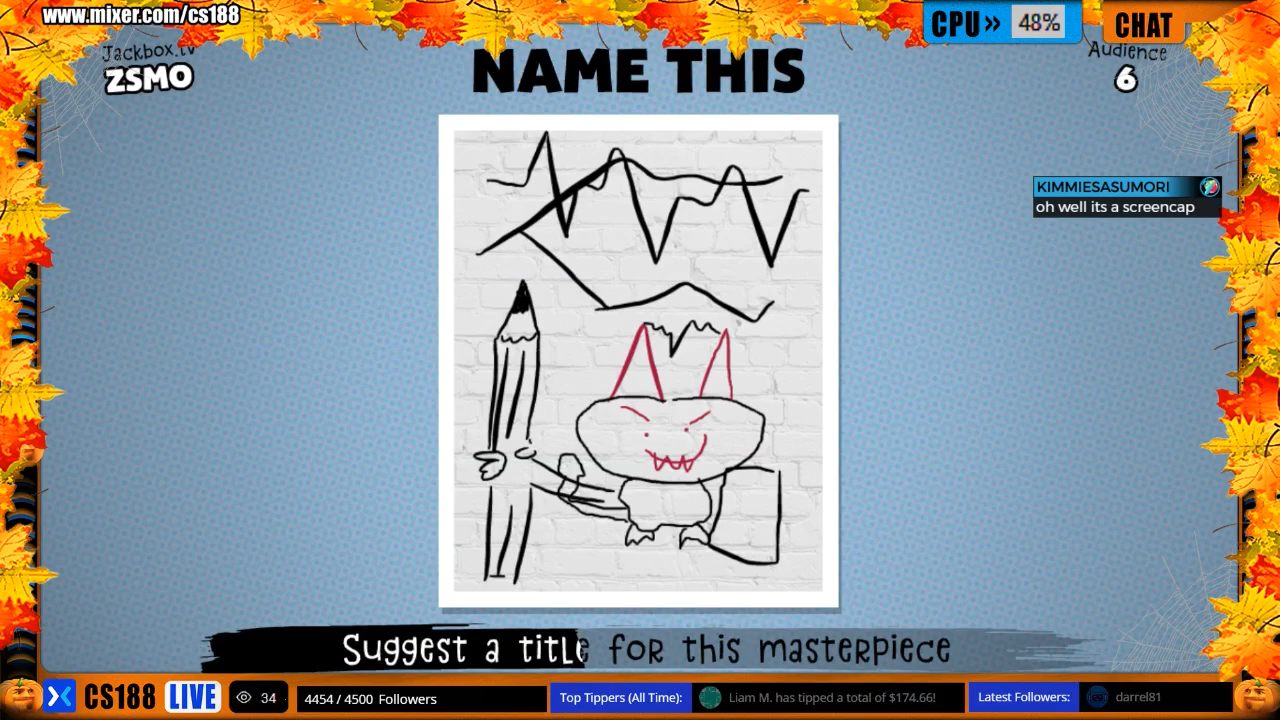 www.mixer.com/cs188
CPU» 48%
CHAT
Jackbox.tv
ZSMO
NAME THIS
Audience
6
KIMMIESASUMORI
oh well its a screencap
Suggest a title for this masterpiece
CS188 LIVE
34
4454 / 4500 Followers
Top Tippers (All Time):
Liam M. has tipped a total of $174.66!
Latest Followers:
darrel81